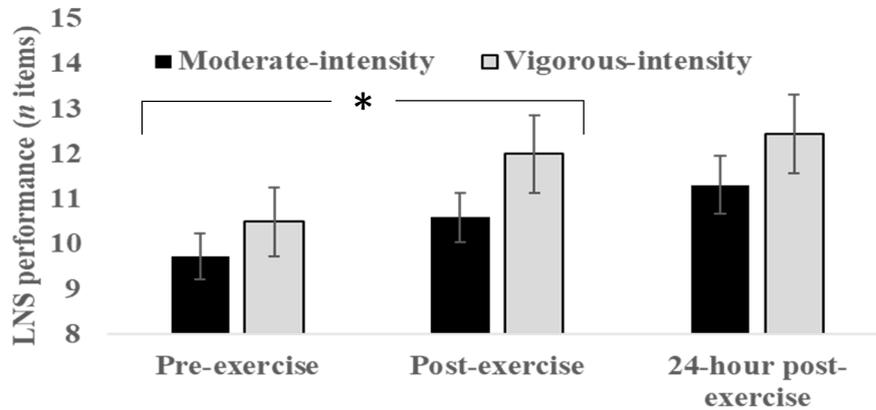 LNS performance (n items)
15
14
13
12
11
10
9
8
Moderate-intensity
Vigorous-intensity
*
Pre-exercise
Post-exercise
24-hour post-
exercise